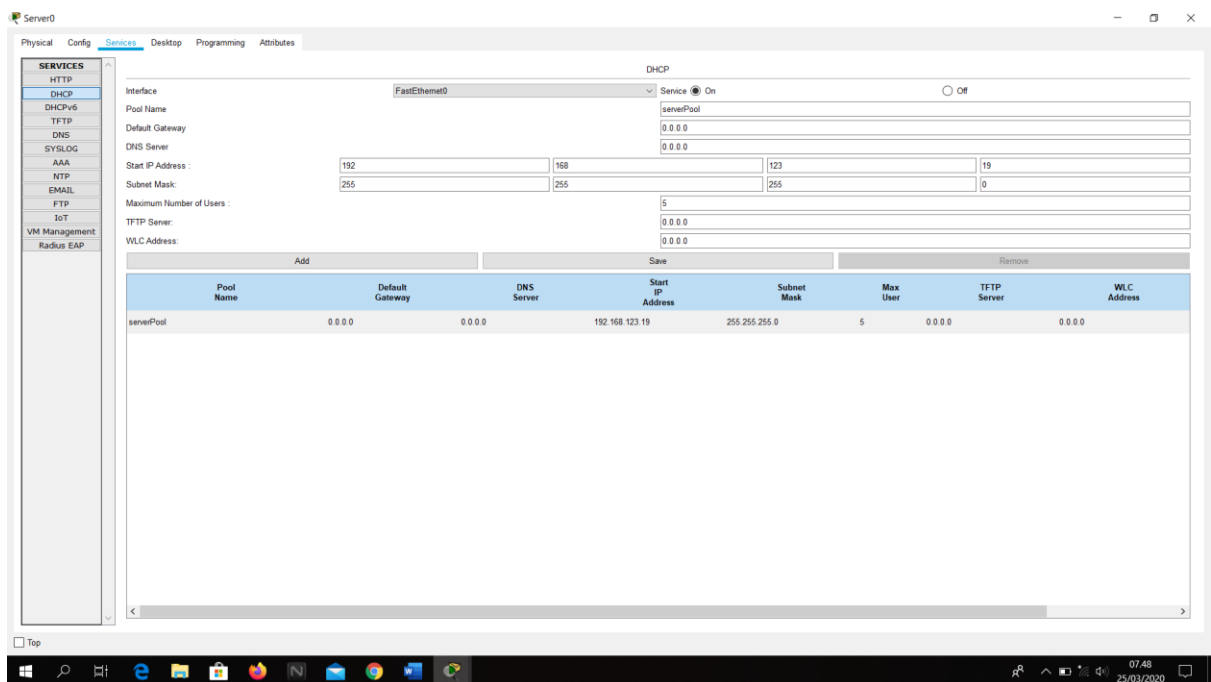 Server0
Physical Config Services Desktop Programming Attributes
SERVICES
HTTP
DHCP
DHCPv6
TFTP
DNS
SYSLOG
AAA
NTP
EMAIL
FTP
IoT
VM Management
Radius EAP
DHCP
Interface FastEthernet0 Service On Off
Pool Name serverPool
Default Gateway 0.0.0.0
DNS Server 0.0.0.0
Start IP Address : 192 168 123 19
Subnet Mask: 255 255 255 0
Maximum Number of Users : 5
TFTP Server: 0.0.0.0
WLC Address: 0.0.0.0
Add Save Remove
Pool Name Default Gateway DNS Server Start IP Address Subnet Mask Max User TFTP Server WLC Address
serverPool 0.0.0.0 0.0.0.0 192.168.123.19 255.255.255.0 5 0.0.0.0 0.0.0.0
Top
07.48
25/03/2020